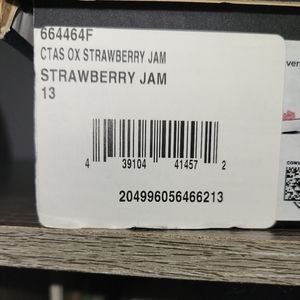 664464F
CTAS OX STRAWBERRY JAM
STRAWBERRY JAM
13
4 39104 41457 2
204996056466213